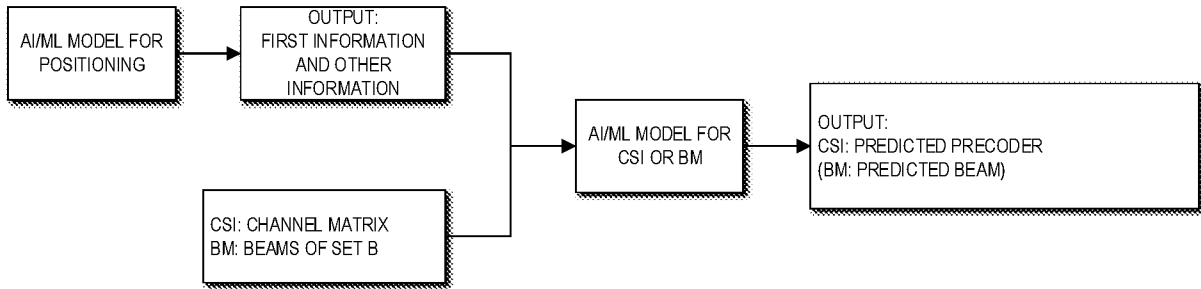 AI/ML MODEL FOR
POSITIONING
OUTPUT:
FIRST INFORMATION
AND OTHER
INFORMATION
CSI: CHANNEL MATRIX
BM: BEAMS OF SET B
AI/ML MODEL FOR
CSI OR BM
OUTPUT:
CSI: PREDICTED PRECODER
(BM: PREDICTED BEAM)